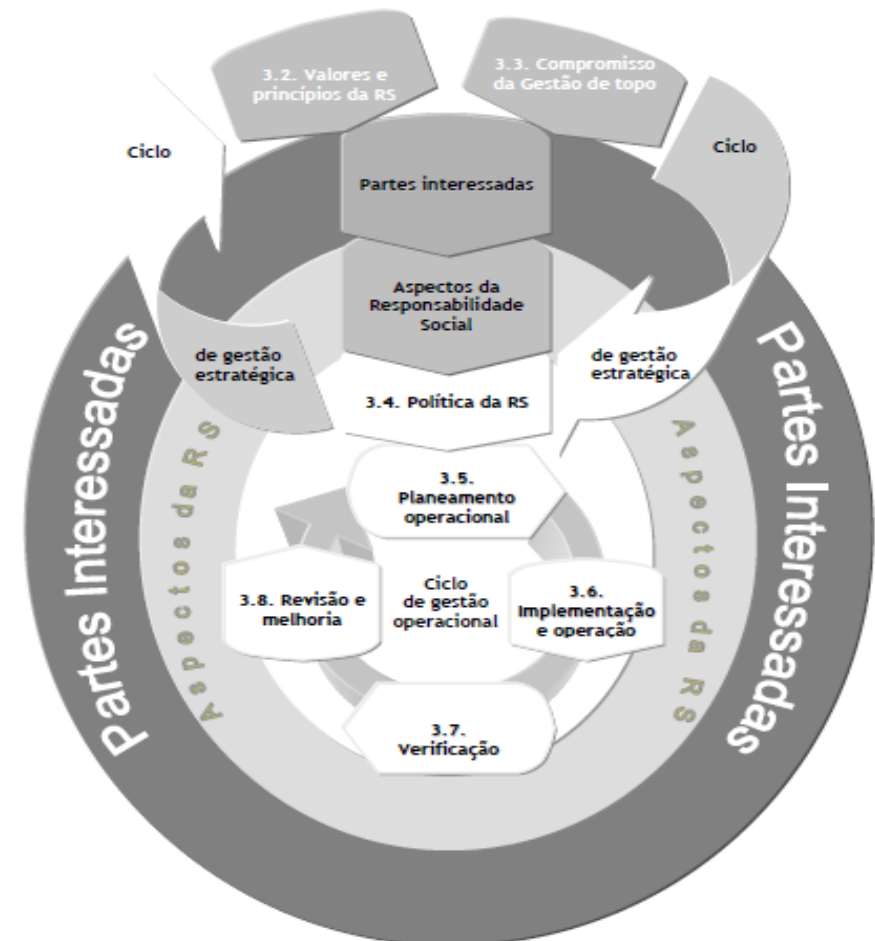 3.2. Valores e
princípios da RS
3.3. Compromisso
da Gestão de topo
Ciclo
Ciclo
Partes interessadas
Aspectos da
Responsabilidade
Social
de gestão
estratégica
de gestão
estratégica
3.4. Política da RS
Partes Interessadas
Partes Interessadas
Aspectos da RS
Aspectos da RS
3.5.
Planeamento
operacional
3.8. Revisão e
melhoria
Ciclo
de gestão
operacional
3.6.
Implementação
e operação
3.7.
Verificação